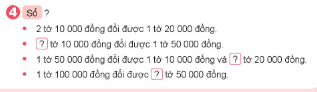 4 Số ?
• 2 tờ 10 000 đồng đổi được 1 tờ 20 000 đồng.
• ? tờ 10 000 đồng đổi được 1 tờ 50 000 đồng.
• 1 tờ 50 000 đồng đổi được 1 tờ 10 000 đồng và ? tờ 20 000 đồng.
• 1 tờ 100 000 đồng đổi được ? tờ 50 000 đồng.